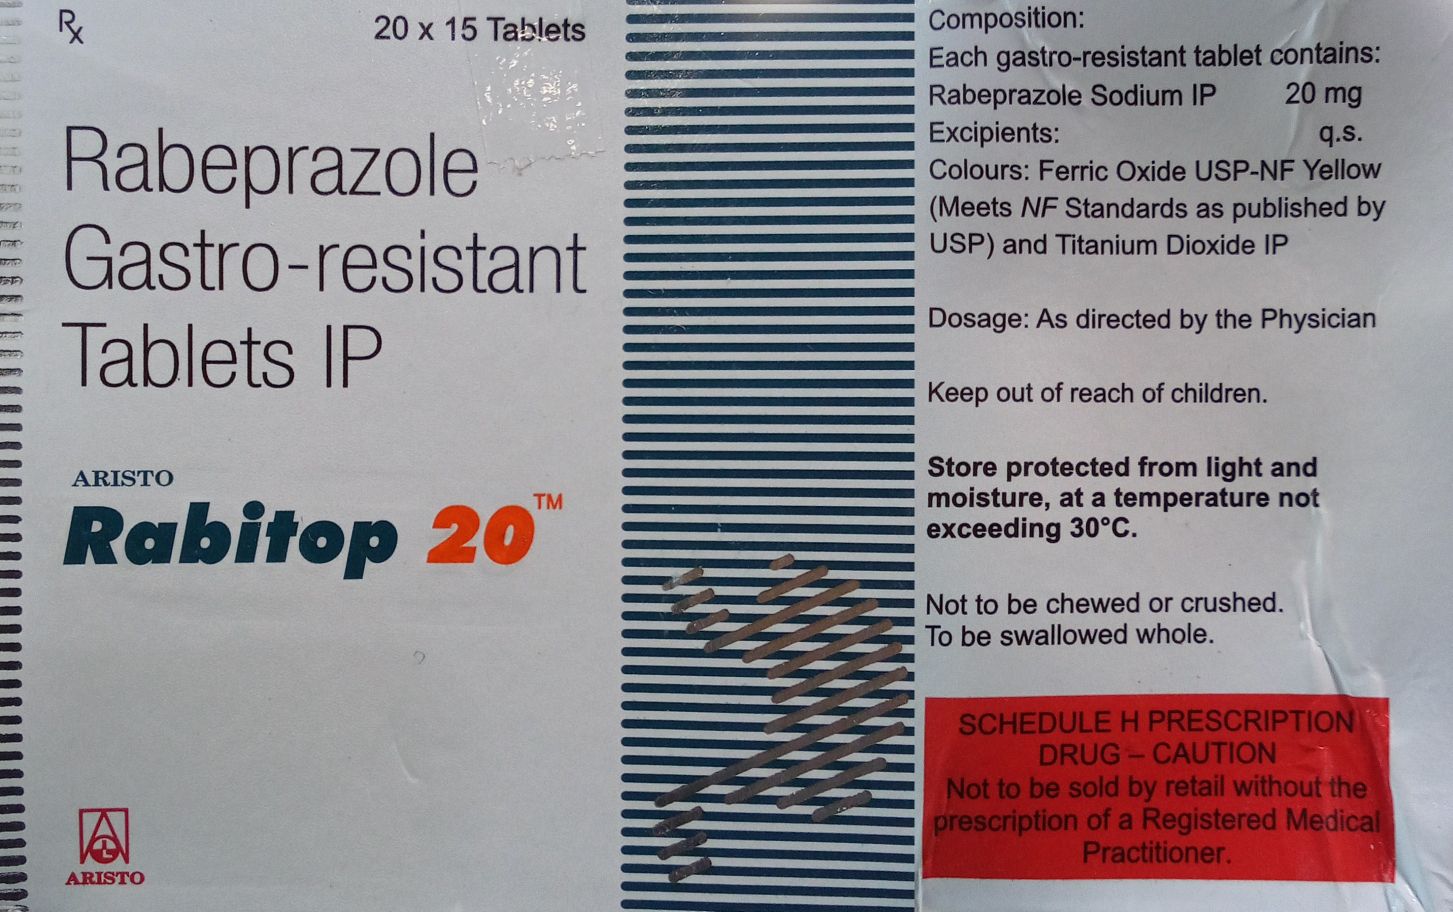 Rx
20 x 15 Tablets
Rabeprazole
Gastro-resistant
Tablets IP
ARISTO
Rabitop 20™
ARISTO
Composition:
Each gastro-resistant tablet contains:
Rabeprazole Sodium IP 20 mg
Excipients: q.s.
Colours: Ferric Oxide USP-NF Yellow
(Meets NF Standards as published by
USP) and Titanium Dioxide IP
Dosage: As directed by the Physician
Keep out of reach of children.
Store protected from light and
moisture, at a temperature not
exceeding 30°C.
Not to be chewed or crushed.
To be swallowed whole.
SCHEDULE H PRESCRIPTION
DRUG – CAUTION
Not to be sold by retail without the
prescription of a Registered Medical
Practitioner.